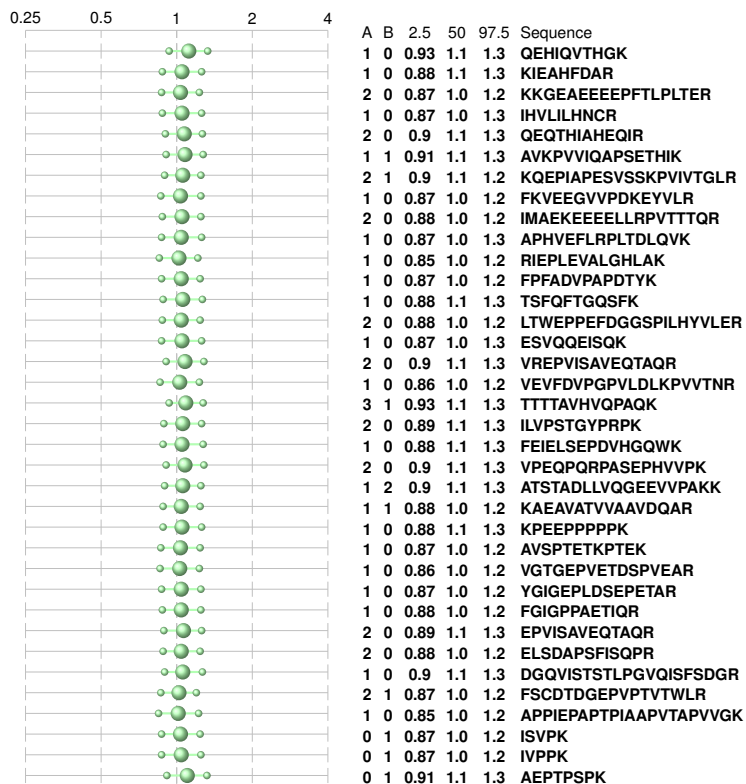 0.25 0.5 1 2 4
A B 2.5 50 97.5 Sequence
1 0 0.93 1.1 1.3 QEHIQVTHGK
1 0 0.88 1.1 1.3 KIEAHFDAR
2 0 0.87 1.0 1.2 KKGEAEEEEPFTLPLTER
1 0 0.87 1.0 1.3 IHVLILHNCR
2 0 0.9 1.1 1.3 QEQTHIAHEQIR
1 1 0.91 1.1 1.3 AVKPVVIQAPSETHIK
2 1 0.9 1.1 1.2 KQEPIAPESVSSKPVIVTGLR
1 0 0.87 1.0 1.2 FKVEEGVVPDKEYVLR
2 0 0.88 1.0 1.2 IMAEKEEEELLRPVTTTQR
1 0 0.87 1.0 1.3 APHVEFLRPLTDLQVK
1 0 0.85 1.0 1.2 RIEPLEVALGHLAK
1 0 0.87 1.0 1.2 FPFADVPAPDTYK
1 0 0.88 1.1 1.3 TSFQFTGQSFK
2 0 0.88 1.0 1.2 LTWEPPEFDGGSPILHYVLER
1 0 0.87 1.0 1.3 ESVQQEISQK
2 0 0.9 1.1 1.3 VREPVISAVEQTAQR
1 0 0.86 1.0 1.2 VEVFDVPGPVLDLKPVVTNR
3 1 0.93 1.1 1.3 TTTTAVHVQPAQK
2 0 0.89 1.1 1.3 ILVPSTGYPRPK
1 0 0.88 1.1 1.3 FEIELSEPDVHGQWK
2 0 0.9 1.1 1.3 VPEQPQRPASEPHVVPK
1 2 0.9 1.1 1.3 ATSTADLLVQGEEVVPAKK
1 1 0.88 1.0 1.2 KAEAVATVVAAVDQAR
1 0 0.88 1.1 1.3 KPEEPPPPPK
1 0 0.87 1.0 1.2 AVSPTETKPTEK
1 0 0.86 1.0 1.2 VGTGEPVETDSPVEAR
1 0 0.87 1.0 1.2 YGIGEPLDSEPETAR
1 0 0.88 1.0 1.2 FGIGPPAETIQR
2 0 0.89 1.1 1.3 EPVISAVEQTAQR
2 0 0.88 1.0 1.2 ELSDAPSFISQPR
1 0 0.9 1.1 1.3 DGQVISTSTLPGVQISFSDGR
2 1 0.87 1.0 1.2 FSCDTDGEPVPTVTWLR
1 0 0.85 1.0 1.2 APPIEPAPTPIAAPVTAPVVGK
0 1 0.87 1.0 1.2 ISVPK
0 1 0.87 1.0 1.2 IVPPK
0 1 0.91 1.1 1.3 AEPTPSPK